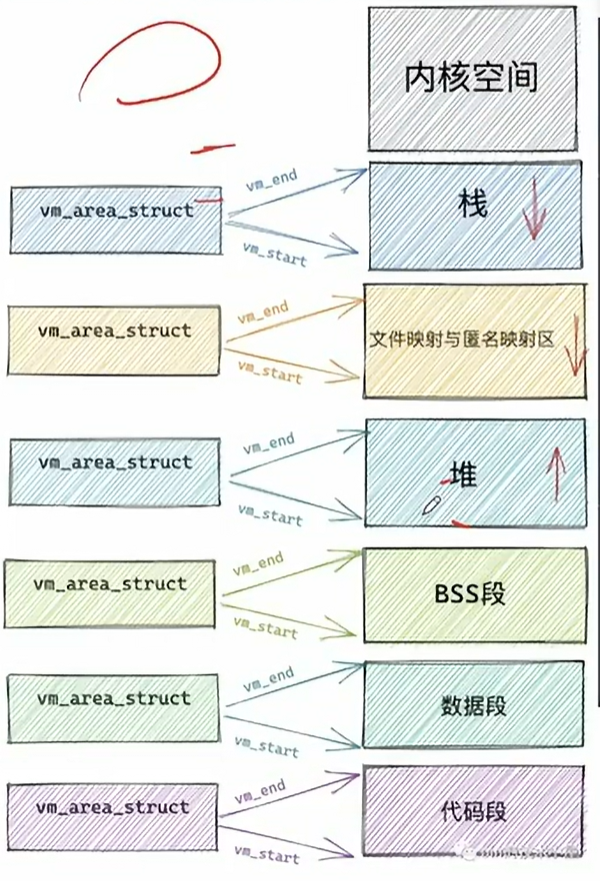 内核空间
vm_end
vm_area_struct
栈
vm_start
vm_end
vm_area_struct
文件映射与匿名映射区
vm_start
vm_end
vm_area_struct
堆
vm_start
vm_end
vm_area_struct
BSS段
vm_start
vm_end
vm_area_struct
数据段
vm_start
vm_end
vm_area_struct
代码段
vm_start